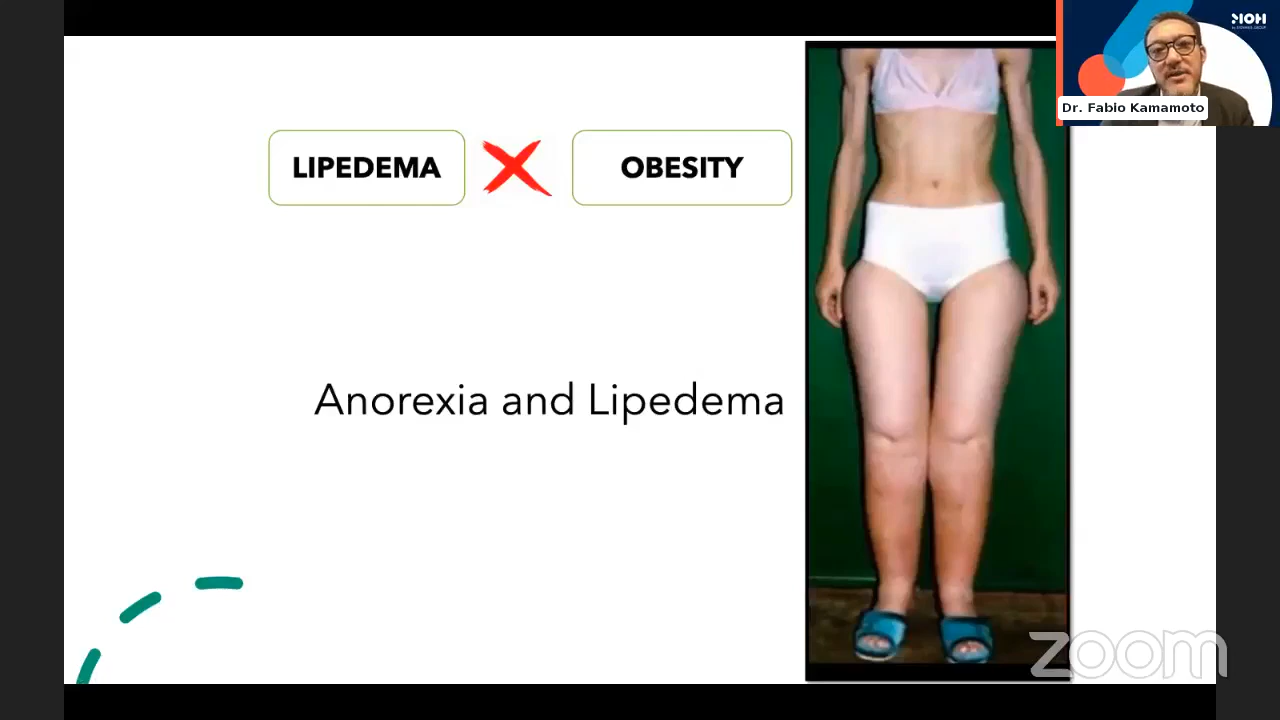 LIPEDEMA
OBESITY
Anorexia and Lipedema
Dr. Fabio Kamamoto
zoom